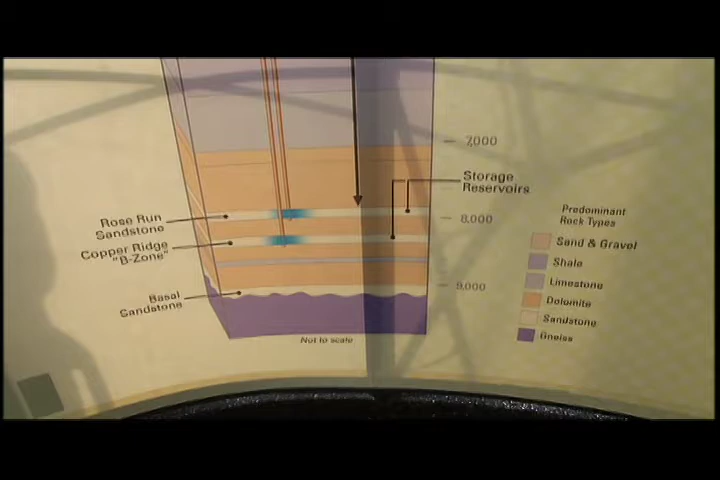 7,000
Storage
Reservoirs
Rose Run
Sandstone
8,000
Copper Ridge
"B-Zone"
9,000
Basal
Sandstone
Not to scale
Predominant
Rock Types
Sand & Gravel
Shale
Limestone
Dolomite
Sandstone
Gneiss